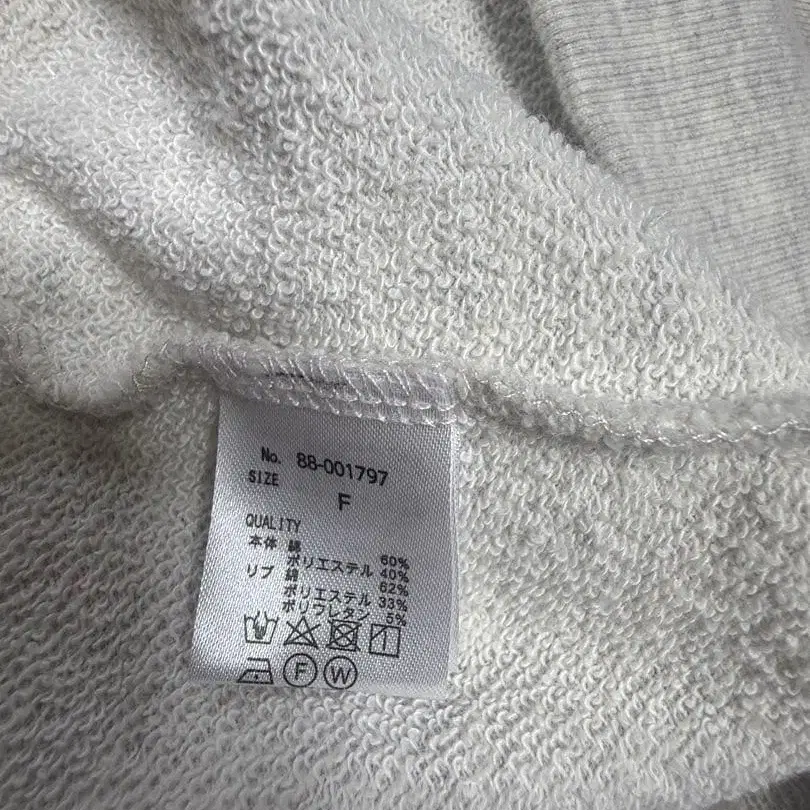 No. 88-001797
SIZE
F
QUALITY
本体 綿 60%
ポリエステル 40%
リブ 綿 62%
ポリエステル 33%
ポリウレタン 5%
F W